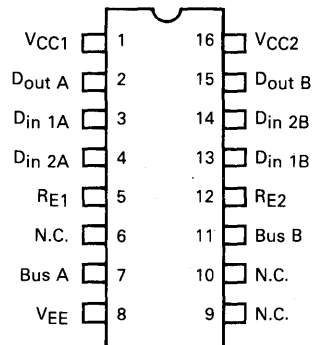 VCC1 1 16 VCC2
Dout A 2 15 Dout B
Din 1A 3 14 Din 2B
Din 2A 4 13 Din 1B
RE1 5 12 RE2
N.C. 6 11 Bus B
Bus A 7 10 N.C.
VEE 8 9 N.C.